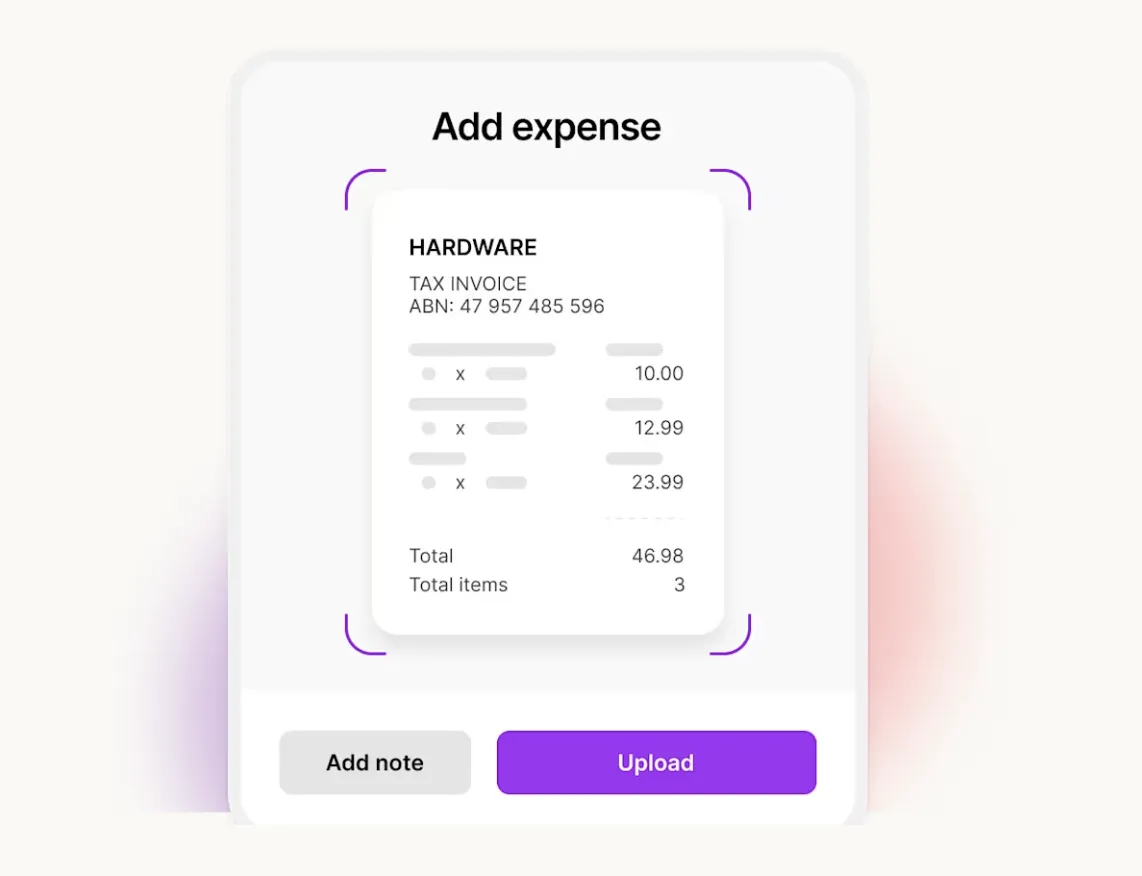 Add expense
HARDWARE
TAX INVOICE
ABN: 47 957 485 596
x 10.00
x 12.99
x 23.99
Total 46.98
Total items 3
Add note Upload